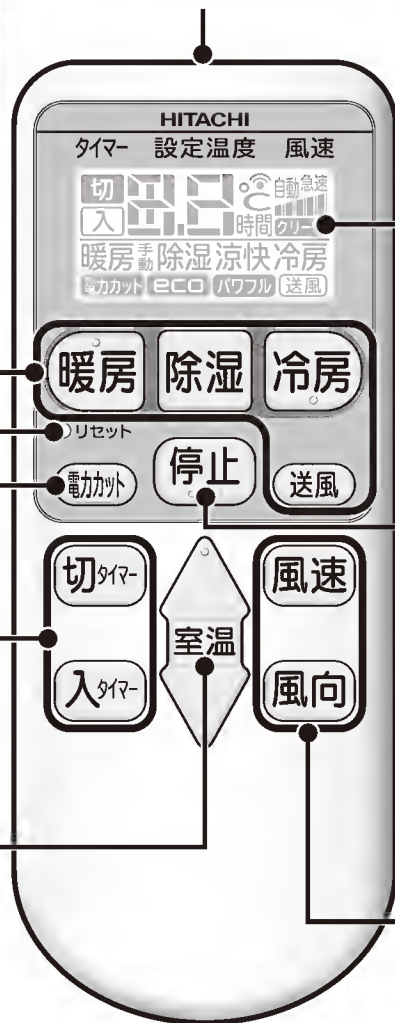 HITACHI
タイマー 設定温度 風速
切 8.8 ℃ 自動 急速
入 時間 クリーン
暖房 手動 除湿 涼快 冷房
電力カット eco パワフル 送風
暖房 除湿 冷房
リセット
電力カット 停止 送風
切タイマー 風速
室温
入タイマー 風向